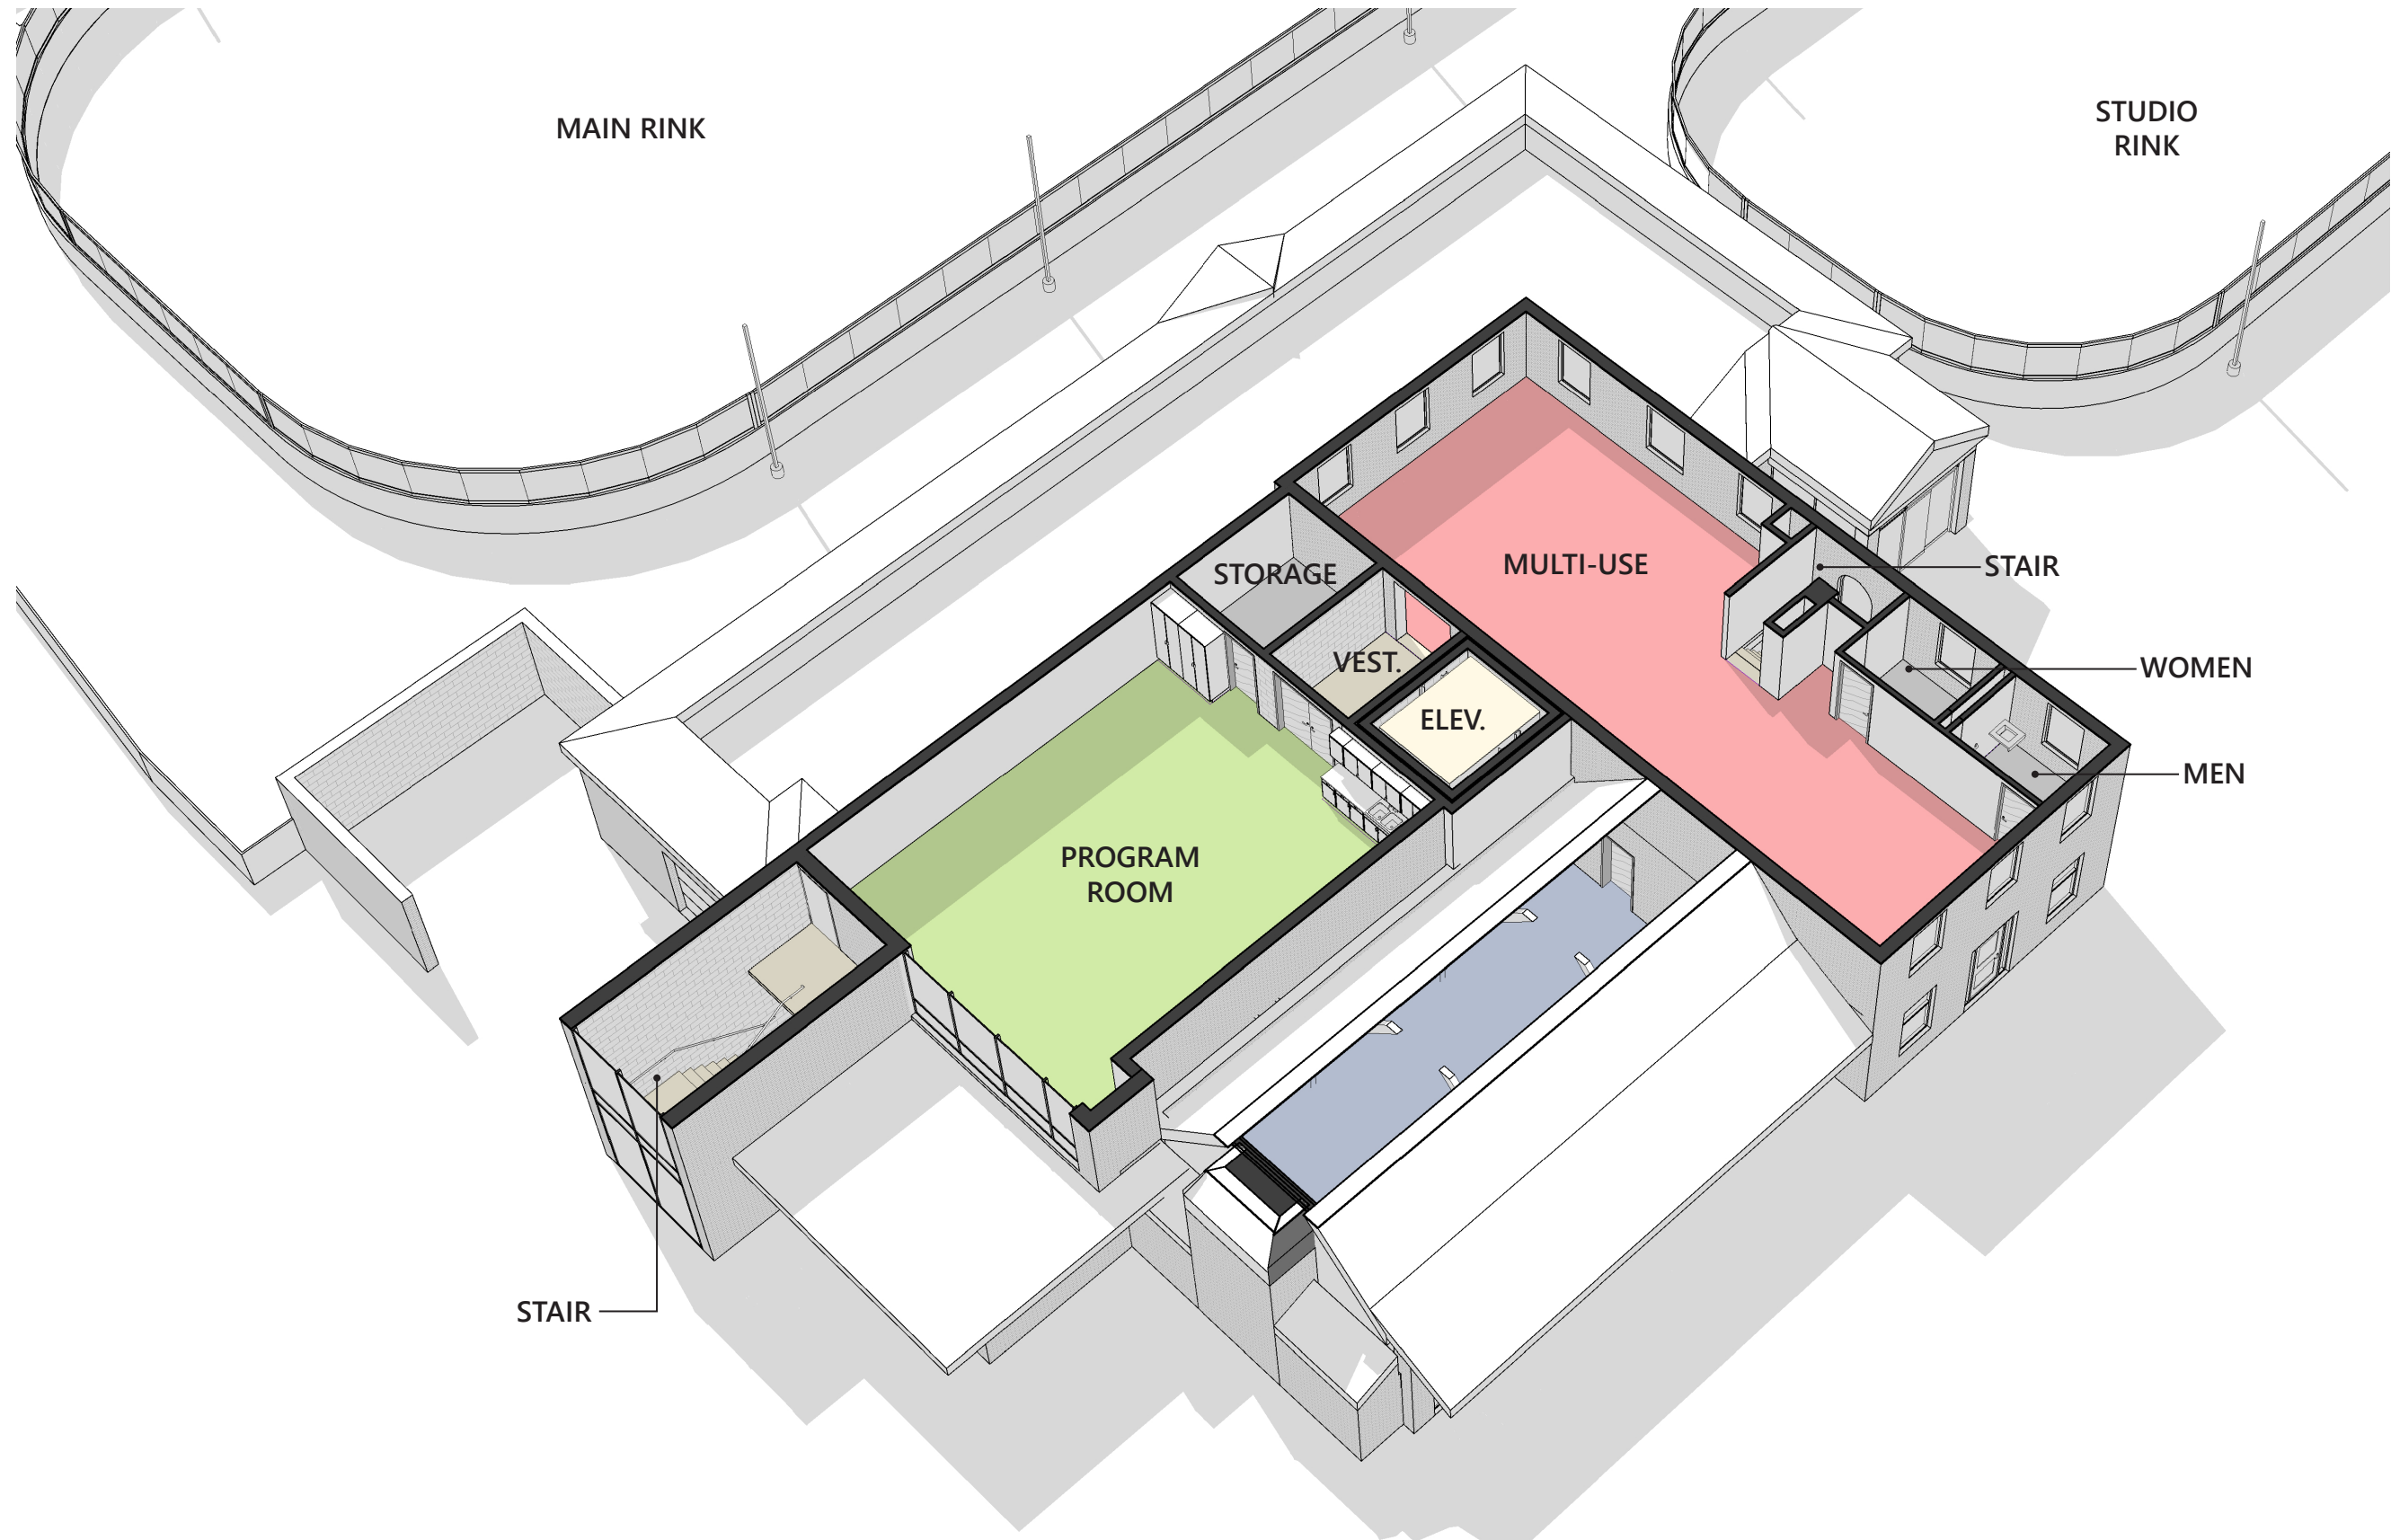 MAIN RINK
STUDIO
RINK
STORAGE
MULTI-USE
STAIR
VEST.
WOMEN
ELEV.
MEN
PROGRAM
ROOM
STAIR